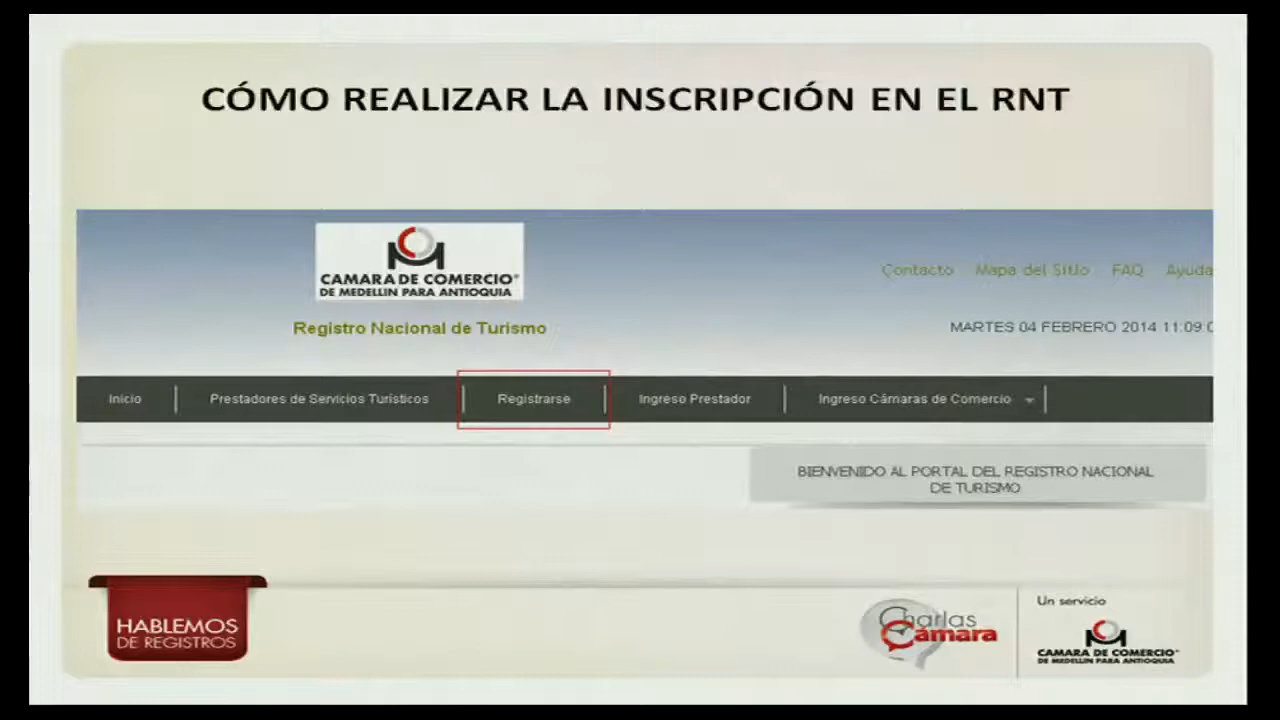 CÓMO REALIZAR LA INSCRIPCIÓN EN EL RNT
CAMARA DE COMERCIO®
DE MEDELLIN PARA ANTIOQUIA
Contacto Mapa del Sitio FAQ Ayuda
Registro Nacional de Turismo
MARTES 04 FEBRERO 2014 11:09:0
Inicio Prestadores de Servicios Turísticos Registrarse Ingreso Prestador Ingreso Cámaras de Comercio
BIENVENIDO AL PORTAL DEL REGISTRO NACIONAL
DE TURISMO
HABLEMOS
DE REGISTROS
Charlas
Cámara
Un servicio
CAMARA DE COMERCIO®
DE MEDELLIN PARA ANTIOQUIA